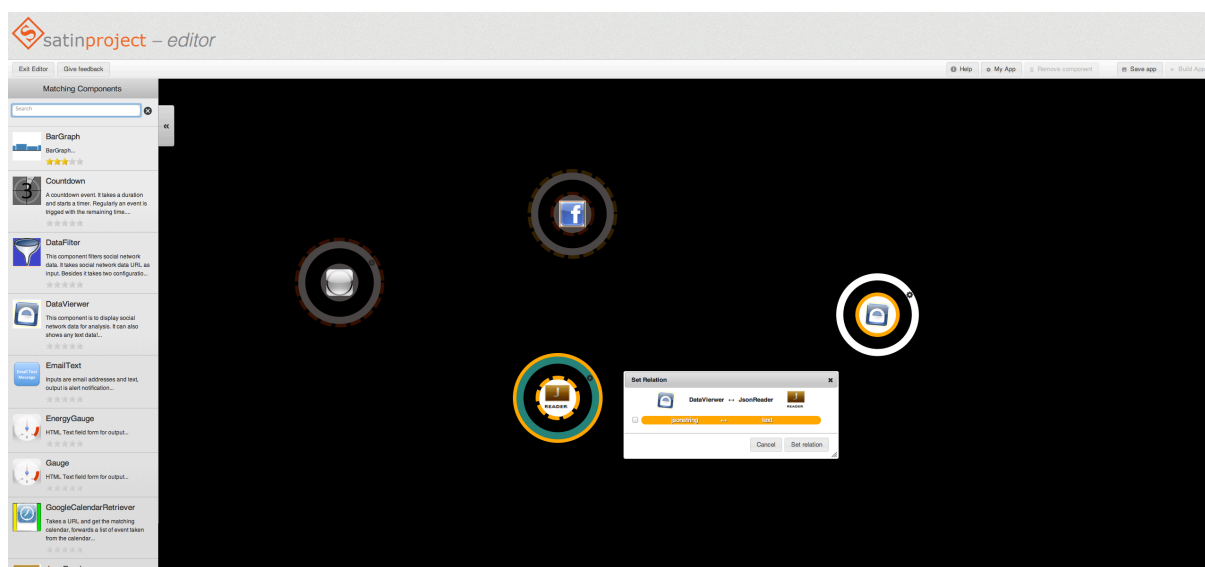 satinproject – editor
Exit Editor Give feedback Help My App Remove component Save app Build App
Matching Components
Search
BarGraph
BarGraph...
Countdown
A countdown event. It takes a duration
and starts a timer. Regularly an event is
trigged with the remaining time....
DataFilter
This component filters social network
data. It takes social network data URL as
input. Besides it takes two configuratio...
DataVierwer
This component is to display social
network data for analysis. It can also
shows any text data!...
EmailText
Inputs are email addresses and text,
output is alert notification...
EnergyGauge
HTML Text field form for output...
Gauge
HTML Text field form for output...
GoogleCalendarRetriever
Takes a URL and get the matching
calendar, forwards a list of event taken
from the calendar...
3
Email Text
Message
f
J
READER
Set Relation
DataVierwer ↔ JsonReader
J
READER
jsonstring ↔ text
Cancel Set relation